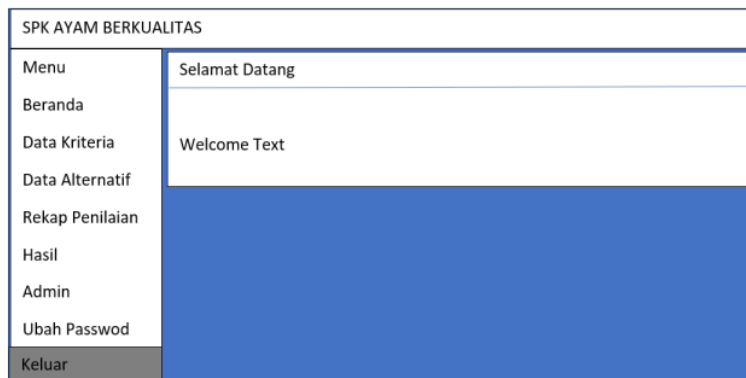 SPK AYAM BERKUALITAS
Menu
Beranda
Data Kriteria
Data Alternatif
Rekap Penilaian
Hasil
Admin
Ubah Passwod
Keluar
Selamat Datang
Welcome Text